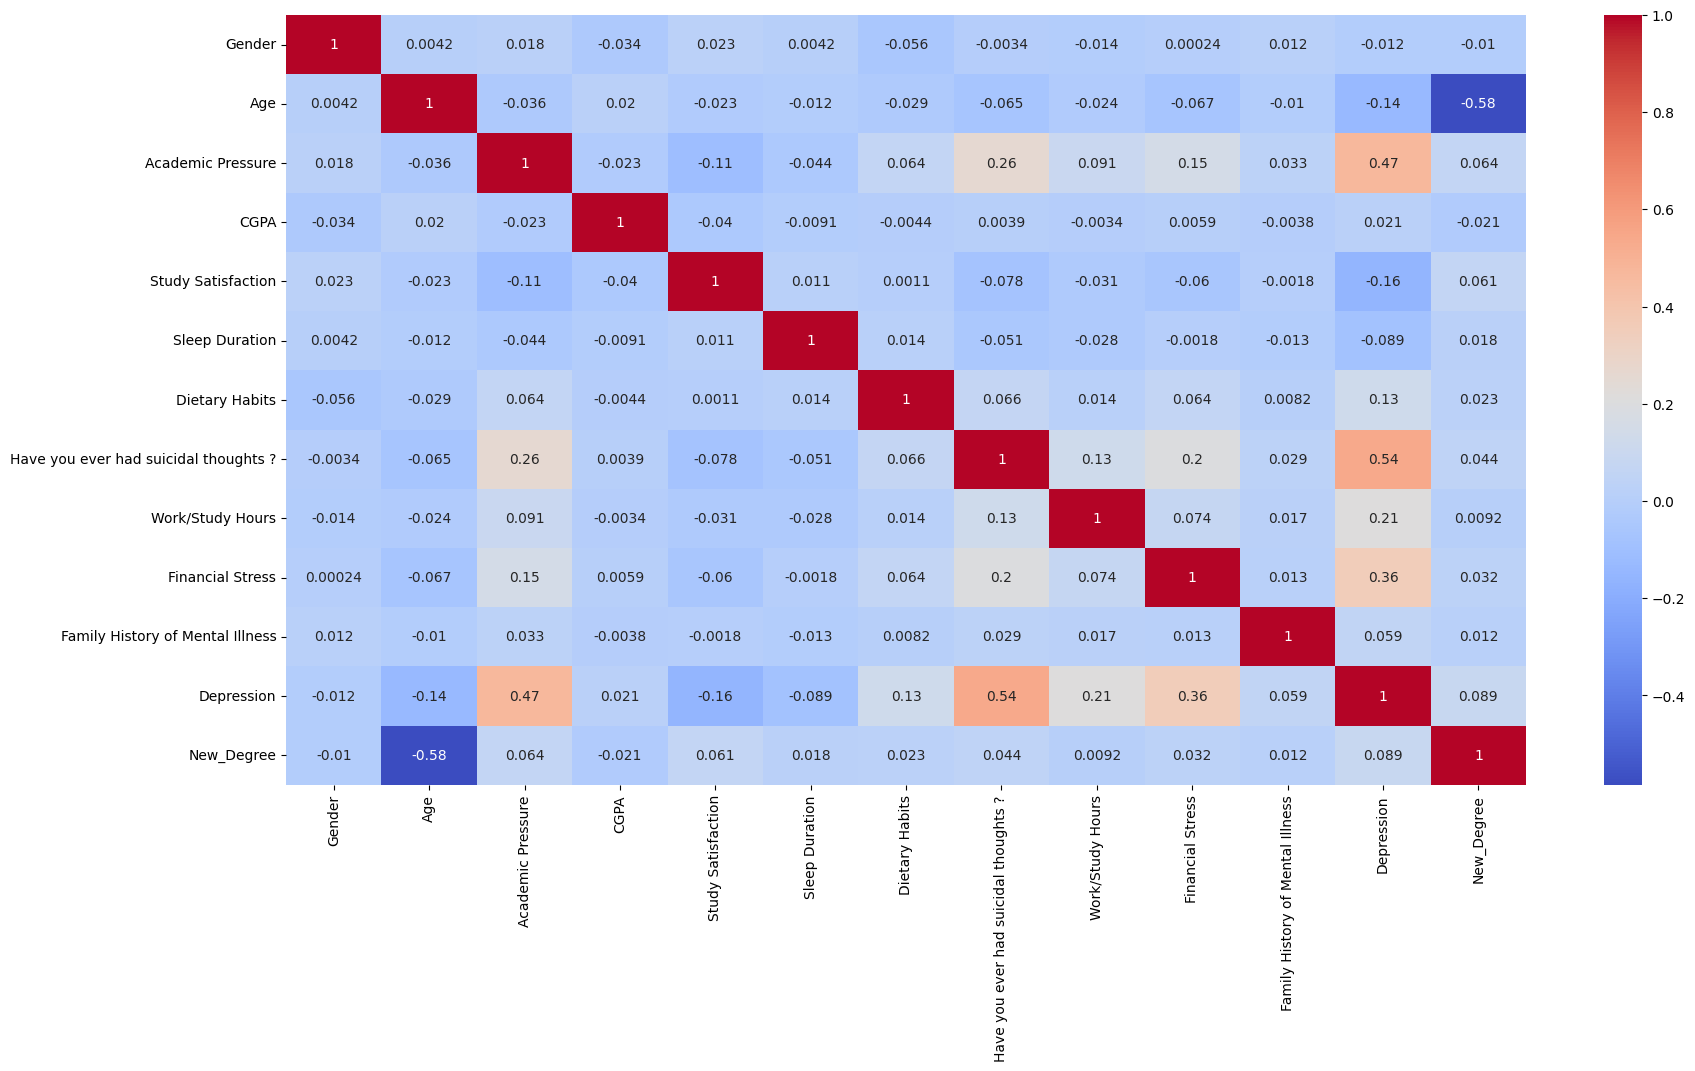 Gender 1 0.0042 0.018 -0.034 0.023 0.0042 -0.056 -0.0034 -0.014 0.00024 0.012 -0.012 -0.01
Age 0.0042 1 -0.036 0.02 -0.023 -0.012 -0.029 -0.065 -0.024 -0.067 -0.01 -0.14 -0.58
Academic Pressure 0.018 -0.036 1 -0.023 -0.11 -0.044 0.064 0.26 0.091 0.15 0.033 0.47 0.064
CGPA -0.034 0.02 -0.023 1 -0.04 -0.0091 -0.0044 0.0039 -0.0034 0.0059 -0.0038 0.021 -0.021
Study Satisfaction 0.023 -0.023 -0.11 -0.04 1 0.011 0.0011 -0.078 -0.031 -0.06 -0.0018 -0.16 0.061
Sleep Duration 0.0042 -0.012 -0.044 -0.0091 0.011 1 0.014 -0.051 -0.028 -0.0018 -0.013 -0.089 0.018
Dietary Habits -0.056 -0.029 0.064 -0.0044 0.0011 0.014 1 0.066 0.014 0.064 0.0082 0.13 0.023
Have you ever had suicidal thoughts ? -0.0034 -0.065 0.26 0.0039 -0.078 -0.051 0.066 1 0.13 0.2 0.029 0.54 0.044
Work/Study Hours -0.014 -0.024 0.091 -0.0034 -0.031 -0.028 0.014 0.13 1 0.074 0.017 0.21 0.0092
Financial Stress 0.00024 -0.067 0.15 0.0059 -0.06 -0.0018 0.064 0.2 0.074 1 0.013 0.36 0.032
Family History of Mental Illness 0.012 -0.01 0.033 -0.0038 -0.0018 -0.013 0.0082 0.029 0.017 0.013 1 0.059 0.012
Depression -0.012 -0.14 0.47 0.021 -0.16 -0.089 0.13 0.54 0.21 0.36 0.059 1 0.089
New_Degree -0.01 -0.58 0.064 -0.021 0.061 0.018 0.023 0.044 0.0092 0.032 0.012 0.089 1
Gender
Age
Academic Pressure
CGPA
Study Satisfaction
Sleep Duration
Dietary Habits
Have you ever had suicidal thoughts ?
Work/Study Hours
Financial Stress
Family History of Mental Illness
Depression
New_Degree
1.0
0.8
0.6
0.4
0.2
0.0
−0.2
−0.4